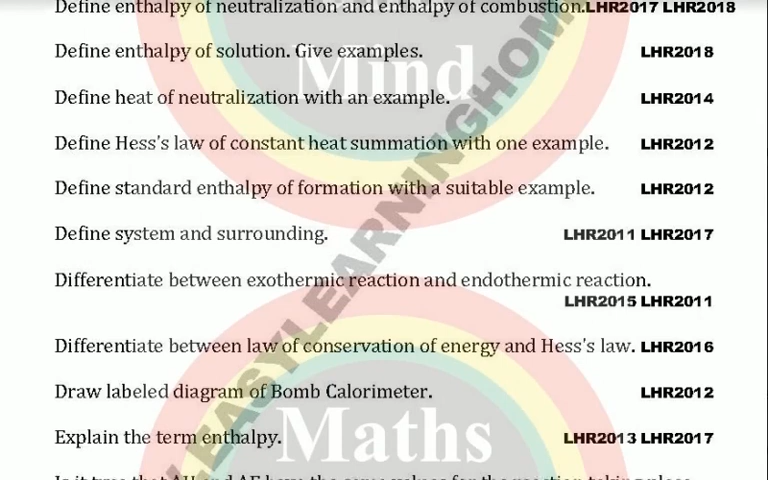 Define enthalpy of neutralization and enthalpy of combustion.LHR2017 LHR2018
Define enthalpy of solution. Give examples. LHR2018
Mind
Define heat of neutralization with an example. LHR2014
Define Hess's law of constant heat summation with one example. LHR2012
Define standard enthalpy of formation with a suitable example. LHR2012
Define system and surrounding. LHR2011 LHR2017
Differentiate between exothermic reaction and endothermic reaction.
LHR2015 LHR2011
Differentiate between law of conservation of energy and Hess's law. LHR2016
Draw labeled diagram of Bomb Calorimeter. LHR2012
Maths
Explain the term enthalpy. LHR2013 LHR2017
LEASYLEARNINGHOM